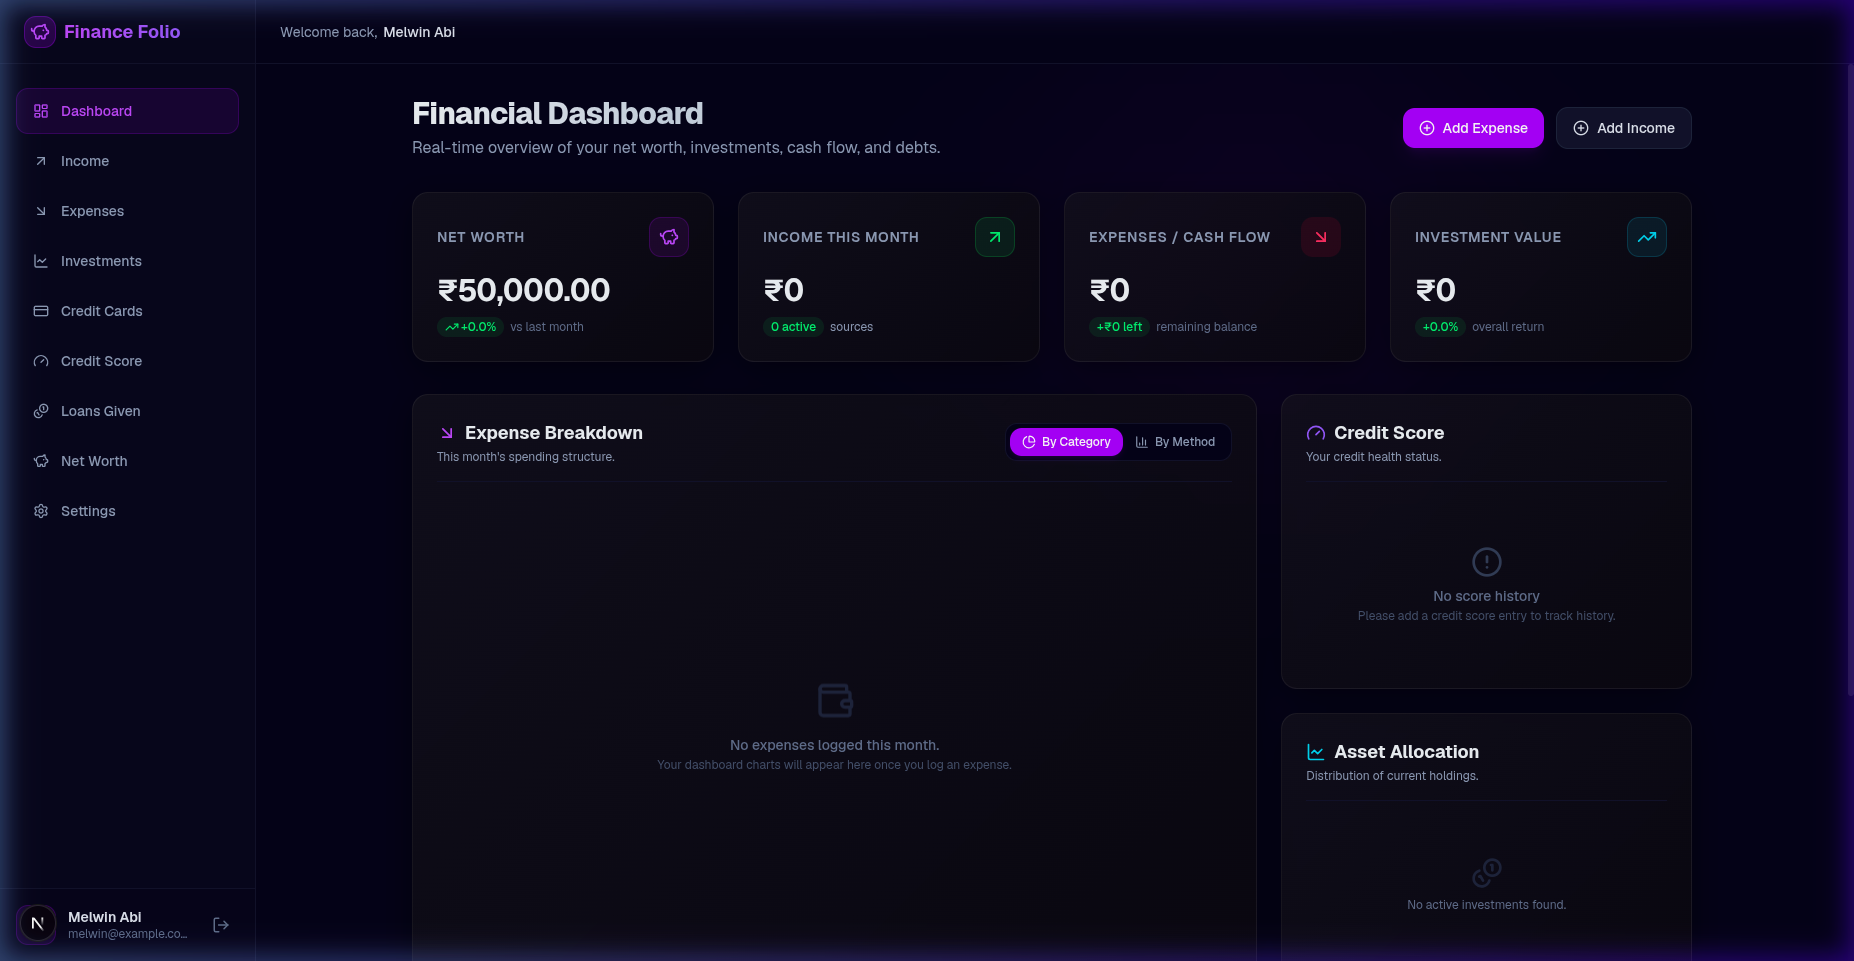 Finance Folio
Welcome back, Melwin Abi
Dashboard
Income
Expenses
Investments
Credit Cards
Credit Score
Loans Given
Net Worth
Settings
Melwin Abi
melwin@example.co...
N
Financial Dashboard
Real-time overview of your net worth, investments, cash flow, and debts.
Add Expense
Add Income
NET WORTH
₹50,000.00
+0.0% vs last month
INCOME THIS MONTH
₹0
0 active sources
EXPENSES / CASH FLOW
₹0
+₹0 left remaining balance
INVESTMENT VALUE
₹0
+0.0% overall return
Expense Breakdown
This month's spending structure.
By Category
By Method
No expenses logged this month.
Your dashboard charts will appear here once you log an expense.
Credit Score
Your credit health status.
No score history
Please add a credit score entry to track history.
Asset Allocation
Distribution of current holdings.
No active investments found.